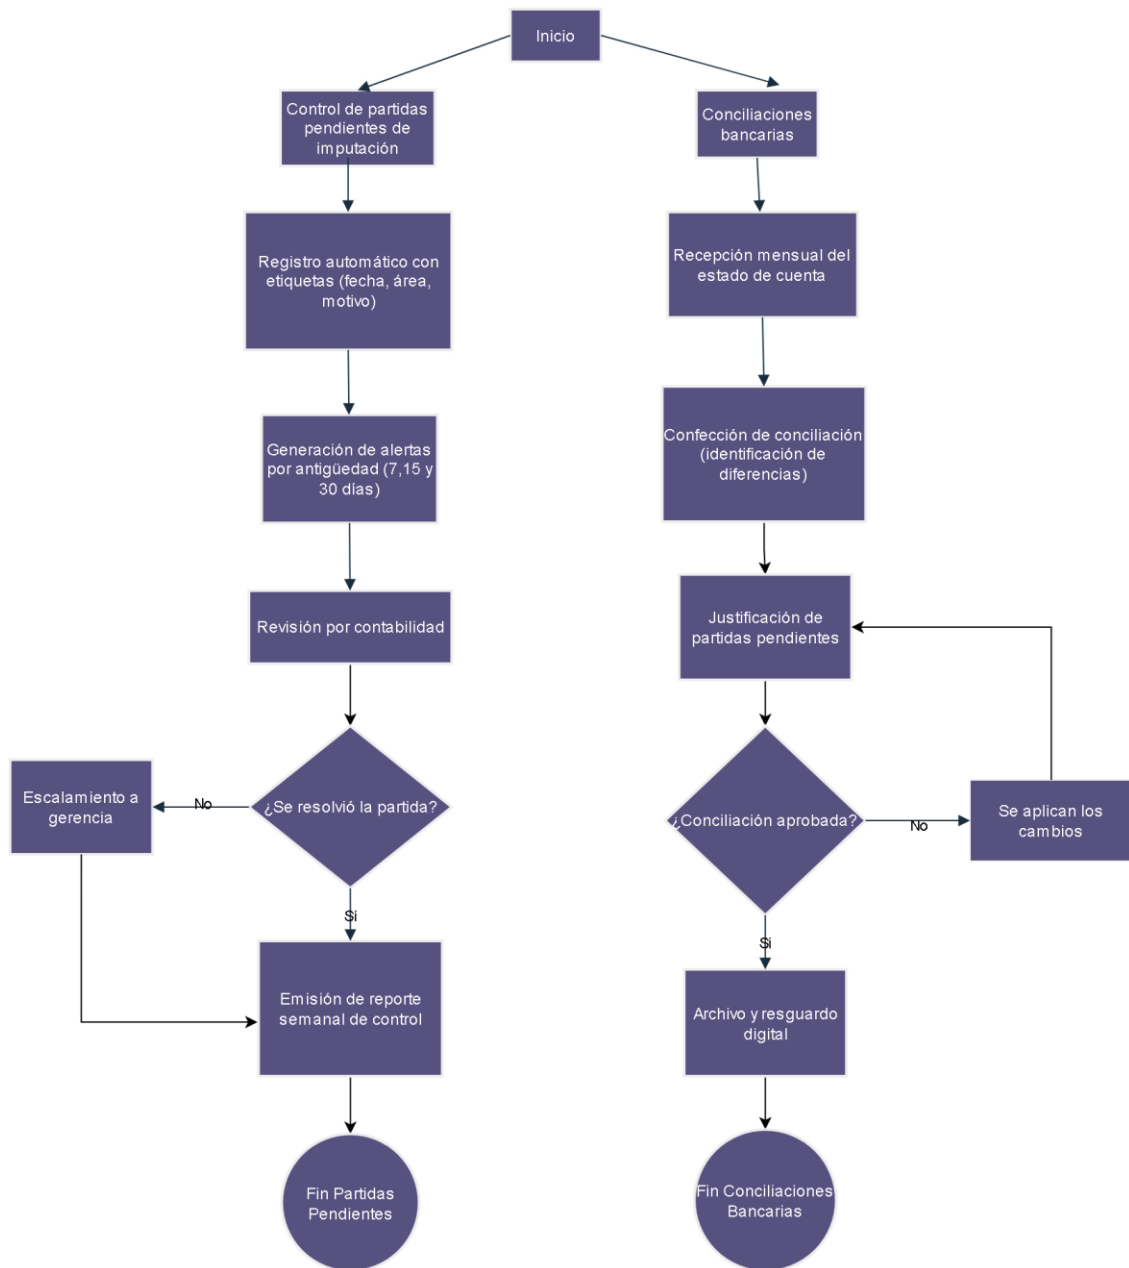 Inicio
Control de partidas
pendientes de
imputación
Registro automático con
etiquetas (fecha, área,
motivo)
Generación de alertas
por antigüedad (7,15 y
30 días)
Revisión por contabilidad
¿Se resolvió la partida?
No
Escalamiento a
gerencia
Sí
Emisión de reporte
semanal de control
Fin Partidas
Pendientes
Conciliaciones
bancarias
Recepción mensual del
estado de cuenta
Confección de conciliación
(identificación de
diferencias)
Justificación de
partidas pendientes
¿Conciliación aprobada?
No
Se aplican los
cambios
Si
Archivo y resguardo
digital
Fin Conciliaciones
Bancarias